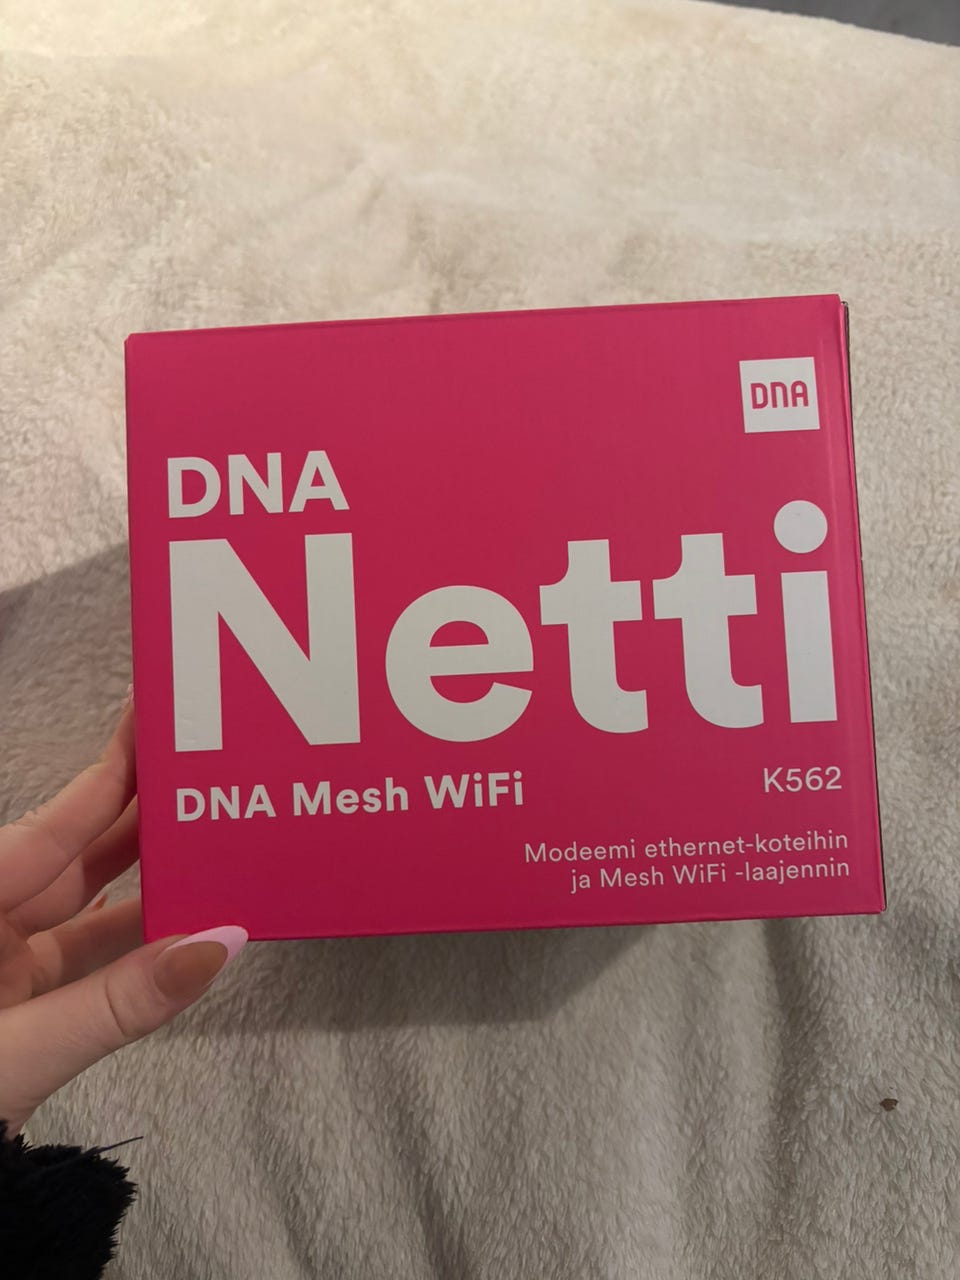 DNA
DNA
Netti
DNA Mesh WiFi
K562
Modeemi ethernet-koteihin
ja Mesh WiFi -laajennin